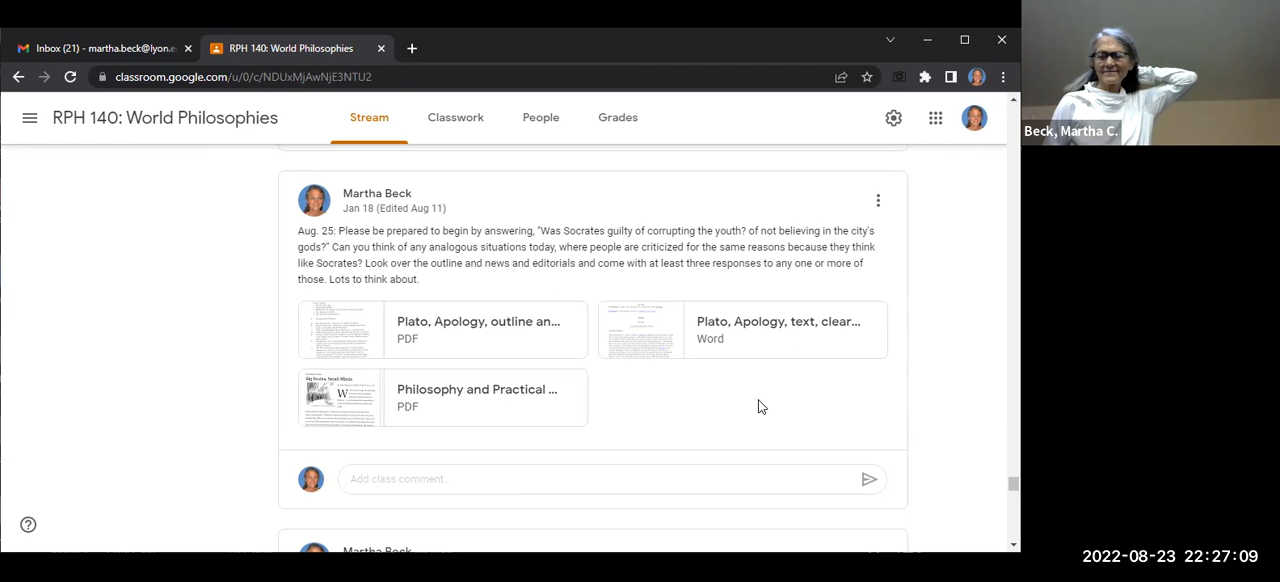 Inbox (21) - martha.beck@lyon.e
RPH 140: World Philosophies
classroom.google.com/u/0/c/NDUxMjAwNjE3NTU2
RPH 140: World Philosophies
Stream
Classwork
People
Grades
Beck, Martha C.
Martha Beck
Jan 18 (Edited Aug 11)
Aug. 25: Please be prepared to begin by answering, "Was Socrates guilty of corrupting the youth? of not believing in the city's
gods?" Can you think of any analogous situations today, where people are criticized for the same reasons because they think
like Socrates? Look over the outline and news and editorials and come with at least three responses to any one or more of
those. Lots to think about.
Plato, Apology, outline an...
PDF
Plato, Apology, text, clear...
Word
Big Brains, Small Minds
Philosophy and Practical ...
PDF
Add class comment...
Martha Beck
2022-08-23 22:27:09